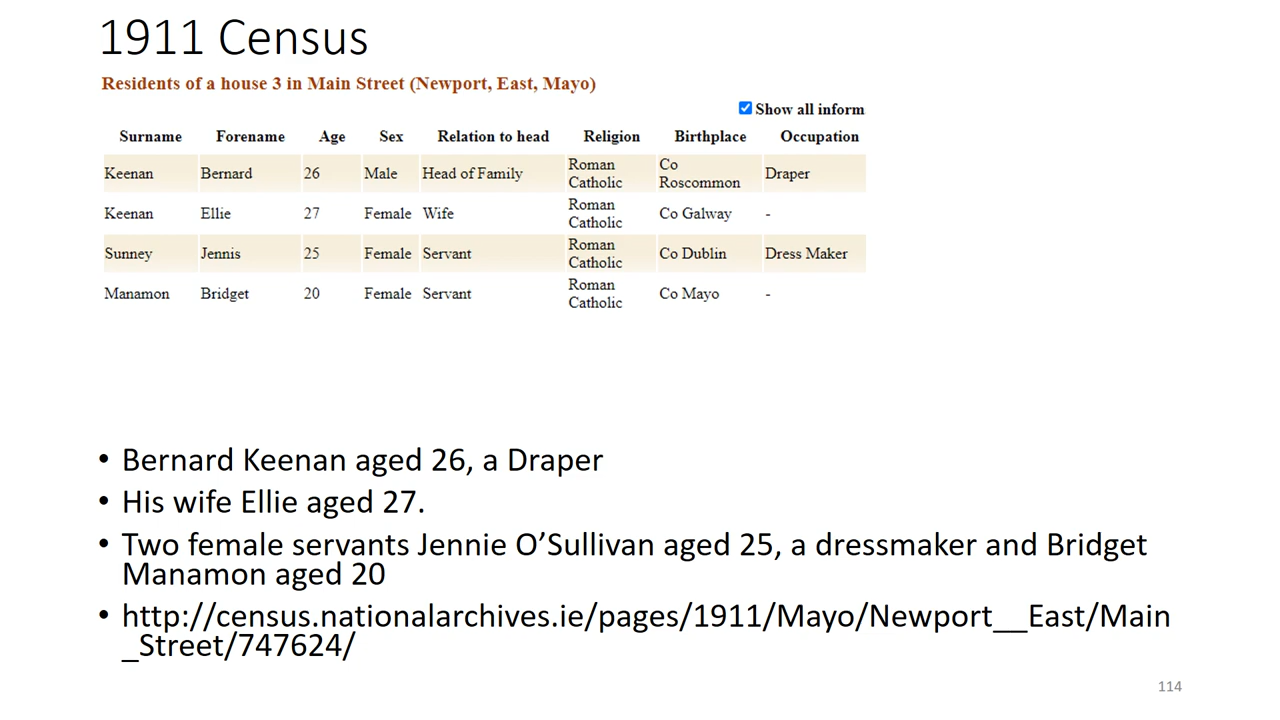 1911 Census
Residents of a house 3 in Main Street (Newport, East, Mayo)
Show all inform
Surname Forename Age Sex Relation to head Religion Birthplace Occupation
Keenan Bernard 26 Male Head of Family Roman Catholic Co Roscommon Draper
Keenan Ellie 27 Female Wife Roman Catholic Co Galway -
Sunney Jennis 25 Female Servant Roman Catholic Co Dublin Dress Maker
Manamon Bridget 20 Female Servant Roman Catholic Co Mayo -
• Bernard Keenan aged 26, a Draper
• His wife Ellie aged 27.
• Two female servants Jennie O’Sullivan aged 25, a dressmaker and Bridget
Manamon aged 20
• http://census.nationalarchives.ie/pages/1911/Mayo/Newport__East/Main
_Street/747624/
114